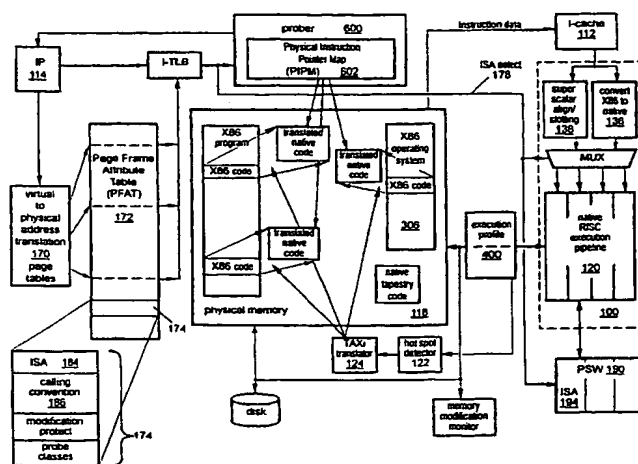 prober 600
Physical Instruction
Pointer Map
(PIPM) 602
IP
114
I-TLB
instruction data
I-cache
112
ISA select
178
super
scalar
align/
slotting
138
convert
X86 to
native
136
MUX
native
RISC
execution
pipeline
120
100
PSW 190
ISA
194
Page Frame
Attribute
Table
(PFAT)
172
virtual
to
physical
address
translation
170
page
tables
174
ISA 184
calling
convention
186
modification
protect
probe
classes
174
X86
program
X86 code
X86 code
translated
native
code
translated
native
code
translated
native
code
X86
operating
system
X86 code
306
native
tapestry
code
physical memory
118
execution
profile
400
TAXi
translator
124
hot spot
detector
122
disk
memory
modification
monitor